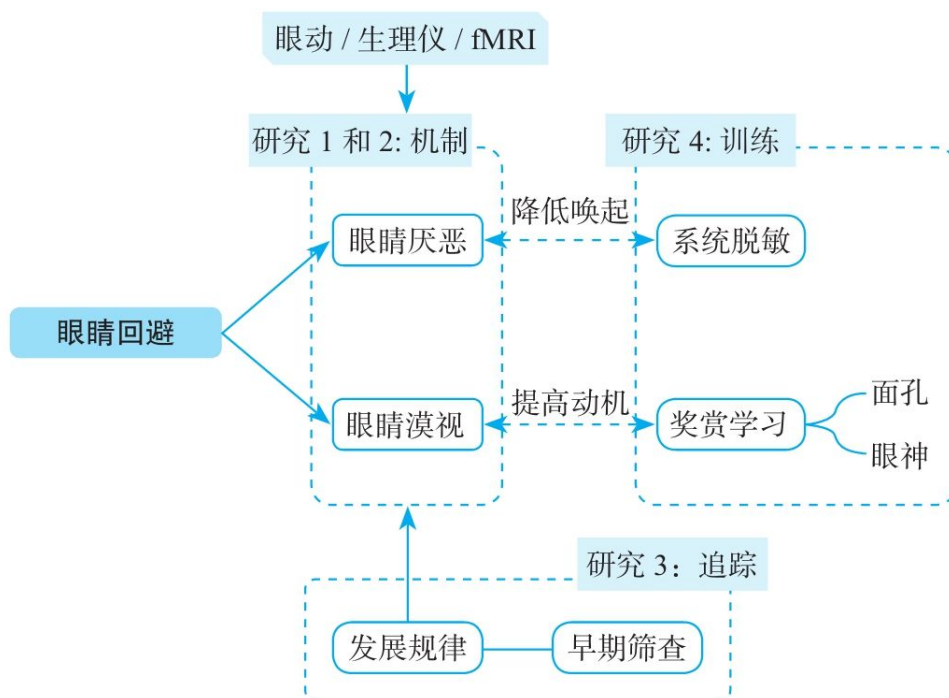 眼动 / 生理仪 / fMRI
研究 1 和 2: 机制
研究 4: 训练
眼睛厌恶
降低唤起
系统脱敏
眼睛回避
眼睛漠视
提高动机
奖赏学习
面孔
眼神
研究 3：追踪
发展规律
早期筛查